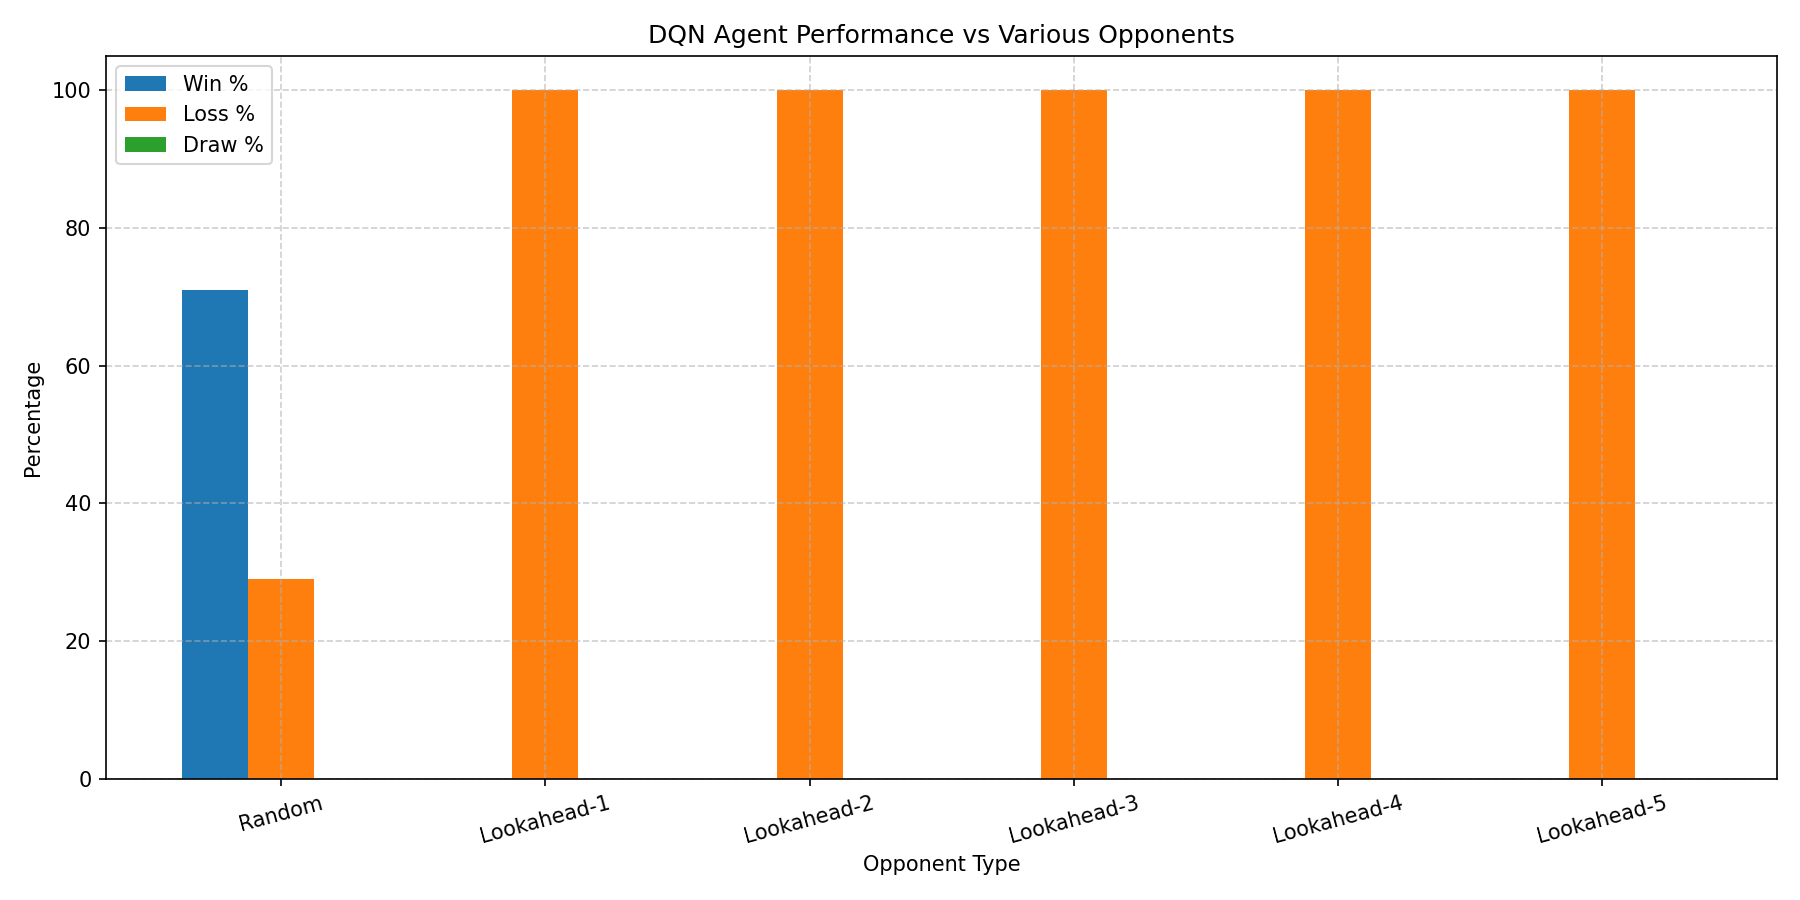 DQN Agent Performance vs Various Opponents
Win %
Loss %
Draw %
100
80
60
40
20
0
Percentage
Random
Lookahead-1
Lookahead-2
Lookahead-3
Lookahead-4
Lookahead-5
Opponent Type